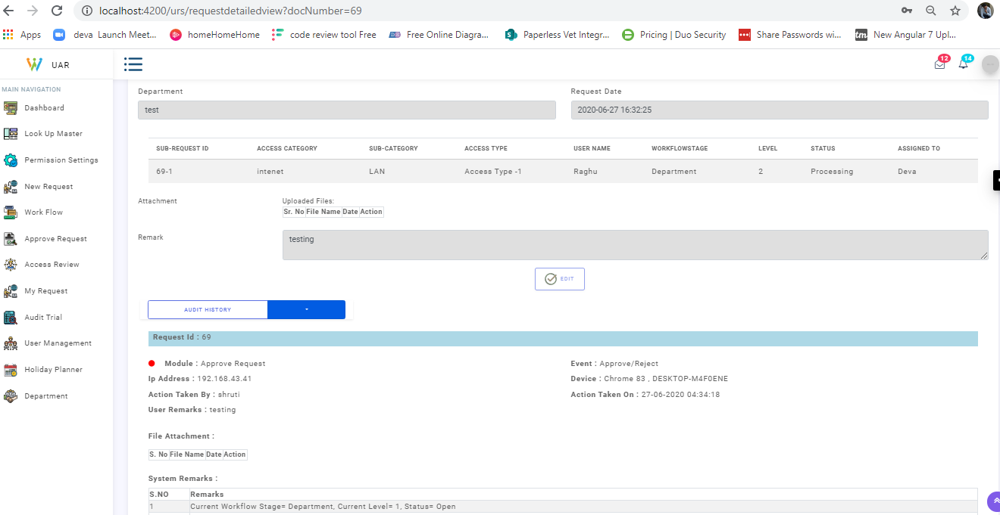 localhost:4200/urs/requestdetailedview?docNumber=69
Apps deva Launch Meet... homeHomeHome code review tool Free Free Online Diagra... Paperless Vet Integr... Pricing | Duo Security Share Passwords wi... tm New Angular 7 Upl...
UAR 12 14
MAIN NAVIGATION
Dashboard
Look Up Master
Permission Settings
New Request
Work Flow
Approve Request
Access Review
My Request
Audit Trial
User Management
Holiday Planner
Department
Department Request Date
test 2020-06-27 16:32:25
SUB-REQUEST ID ACCESS CATEGORY SUB-CATEGORY ACCESS TYPE USER NAME WORKFLOWSTAGE LEVEL STATUS ASSIGNED TO
69-1 intenet LAN Access Type -1 Raghu Department 2 Processing Deva
Attachment Uploaded Files:
Sr. No File Name Date Action
Remark testing
EDIT
AUDIT HISTORY -
Request Id : 69
Module : Approve Request Event : Approve/Reject
Ip Address : 192.168.43.41 Device : Chrome 83 , DESKTOP-M4F0ENE
Action Taken By : shruti Action Taken On : 27-06-2020 04:34:18
User Remarks : testing
File Attachment :
S. No File Name Date Action
System Remarks :
S.NO Remarks
1 Current Workflow Stage= Department, Current Level= 1, Status= Open